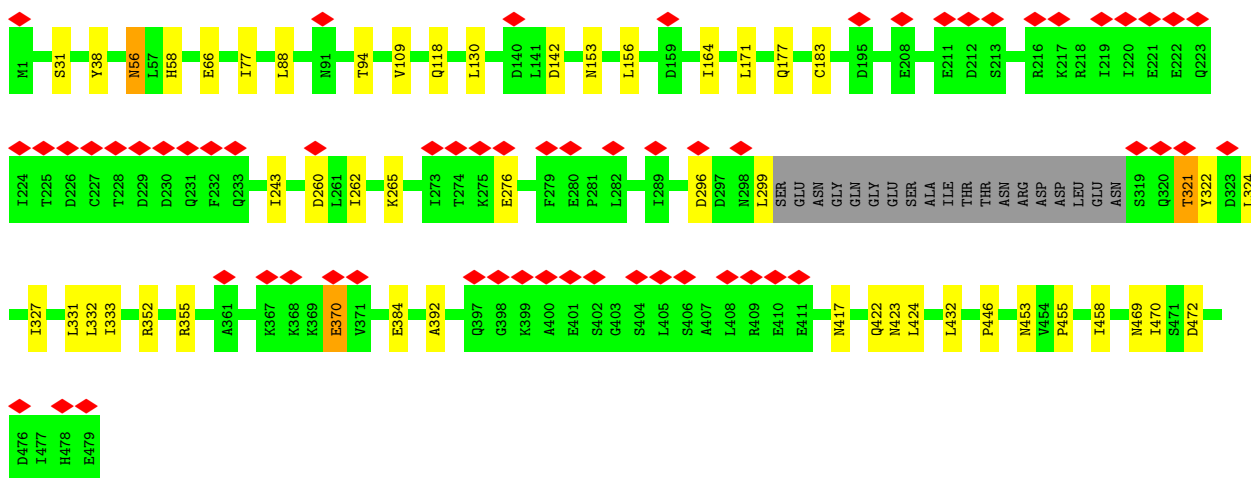 M1 S31 Y38 N56 L57 H58 E66 I77 L88 N91 T94 V109 Q118 L130 D140 L141 D142 N153 L156 D159 I164 L171 Q177 C183 D195 E208 E211 D212 S213 R216 K217 R218 I219 I220 E221 E222 Q223
I224 T225 D226 C227 T228 D229 D230 Q231 F232 Q233 I243 D260 L261 I262 K265 I273 T274 K275 E276 F279 E280 P281 L282 I289 D296 D297 N298 L299 SER GLU ASN GLY GLN GLY GLU SER ALA ILE THR THR ASN ARG ASP ASP LEU GLU ASN S319 Q320 T321 Y322 D323 L324
I327 L331 L332 I333 R352 R355 A361 K367 K368 K369 E370 V371 E384 A392 Q397 G398 K399 A400 E401 S402 G403 S404 L405 S406 A407 L408 R409 E410 E411 N417 Q422 N423 L424 L432 P446 N453 V454 P455 I458 N469 I470 S471 D472
D476 I477 H478 E479